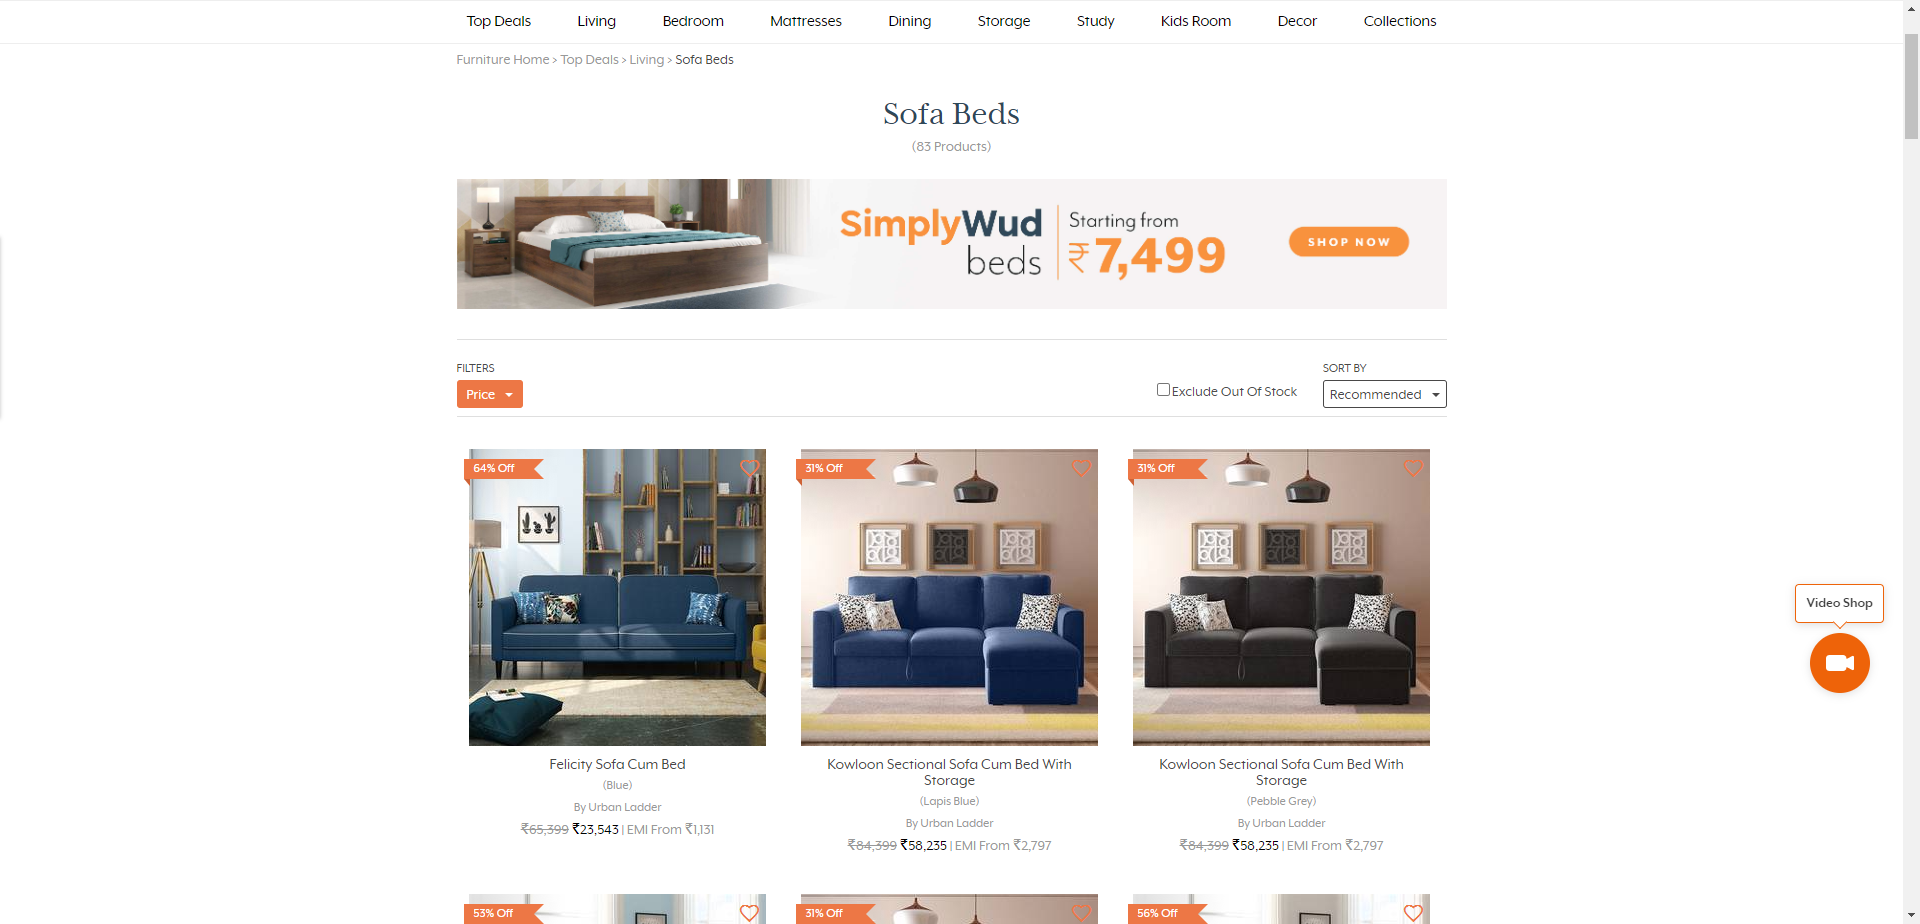 Top Deals Living Bedroom Mattresses Dining Storage Study Kids Room Decor Collections
Furniture Home > Top Deals > Living > Sofa Beds
Sofa Beds
(83 Products)
SimplyWud
beds
Starting from
₹7,499
SHOP NOW
FILTERS
Price
Exclude Out Of Stock
SORT BY
Recommended
64% Off
31% Off
31% Off
Video Shop
Felicity Sofa Cum Bed
(Blue)
By Urban Ladder
₹65,399 ₹23,543 | EMI From ₹1,131
Kowloon Sectional Sofa Cum Bed With
Storage
(Lapis Blue)
By Urban Ladder
₹84,399 ₹58,235 | EMI From ₹2,797
Kowloon Sectional Sofa Cum Bed With
Storage
(Pebble Grey)
By Urban Ladder
₹84,399 ₹58,235 | EMI From ₹2,797
53% Off
31% Off
56% Off